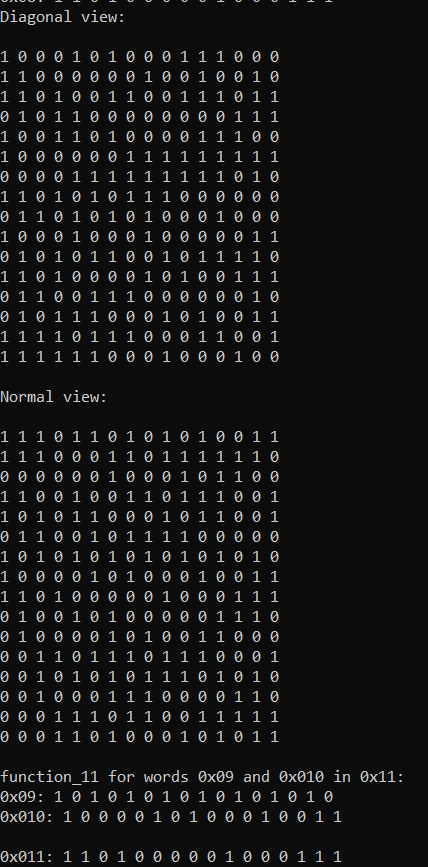 Diagonal view:
1 0 0 0 1 0 1 0 0 0 1 1 1 0 0 0
1 1 0 0 0 0 0 0 1 0 0 1 0 0 1 0
1 1 0 1 0 0 1 1 0 0 1 1 1 0 1 1
0 1 0 1 1 0 0 0 0 0 0 0 0 1 1 1
1 0 0 1 1 0 1 0 0 0 0 1 1 1 0 0
1 0 0 0 0 0 0 1 1 1 1 1 1 1 1 1
0 0 0 0 1 1 1 1 1 1 1 1 1 0 1 0
1 1 0 1 0 1 0 1 1 1 0 0 0 0 0 0
0 1 1 0 1 0 1 0 1 0 0 0 1 0 0 0
1 0 0 0 1 0 0 0 1 0 0 0 0 0 1 1
0 1 0 1 0 1 1 0 0 1 0 1 1 1 1 0
1 1 0 1 0 0 0 0 1 0 1 0 0 1 1 1
0 1 1 0 0 1 1 1 0 0 0 0 0 0 1 0
0 1 0 1 1 1 0 0 0 1 0 1 0 0 1 1
1 1 1 1 0 1 1 1 0 0 0 1 1 0 0 1
1 1 1 1 1 1 0 0 0 1 0 0 0 1 0 0
Normal view:
1 1 1 0 1 1 0 1 0 1 0 1 0 0 1 1
1 1 1 0 0 0 1 1 0 1 1 1 1 1 1 0
0 0 0 0 0 0 1 0 0 0 1 0 1 1 0 0
1 1 0 0 1 0 0 1 1 0 1 1 1 0 0 1
1 0 1 0 1 1 0 0 0 1 0 1 1 0 0 1
0 1 1 0 0 1 0 1 1 1 1 0 0 0 0 0
1 0 1 0 1 0 1 0 1 0 1 0 1 0 1 0
1 0 0 0 0 1 0 1 0 0 0 1 0 0 1 1
1 1 0 1 0 0 0 0 0 1 0 0 0 1 1 1
0 1 0 0 1 0 1 0 0 0 0 0 1 1 1 0
0 1 0 0 0 0 1 0 1 0 0 1 1 0 0 0
0 0 1 1 0 1 1 1 0 1 1 1 0 0 0 1
0 0 1 0 1 0 1 0 1 1 1 0 1 0 1 0
0 0 1 0 0 0 1 1 1 0 0 0 0 1 1 0
0 0 0 1 1 1 0 1 1 0 0 1 1 1 1 1
0 0 0 1 1 0 1 0 0 0 1 0 1 0 1 1
function_11 for words 0x09 and 0x010 in 0x11:
0x09: 1 0 1 0 1 0 1 0 1 0 1 0 1 0 1 0
0x010: 1 0 0 0 0 1 0 1 0 0 0 1 0 0 1 1
0x011: 1 1 0 1 0 0 0 0 0 1 0 0 0 1 1 1